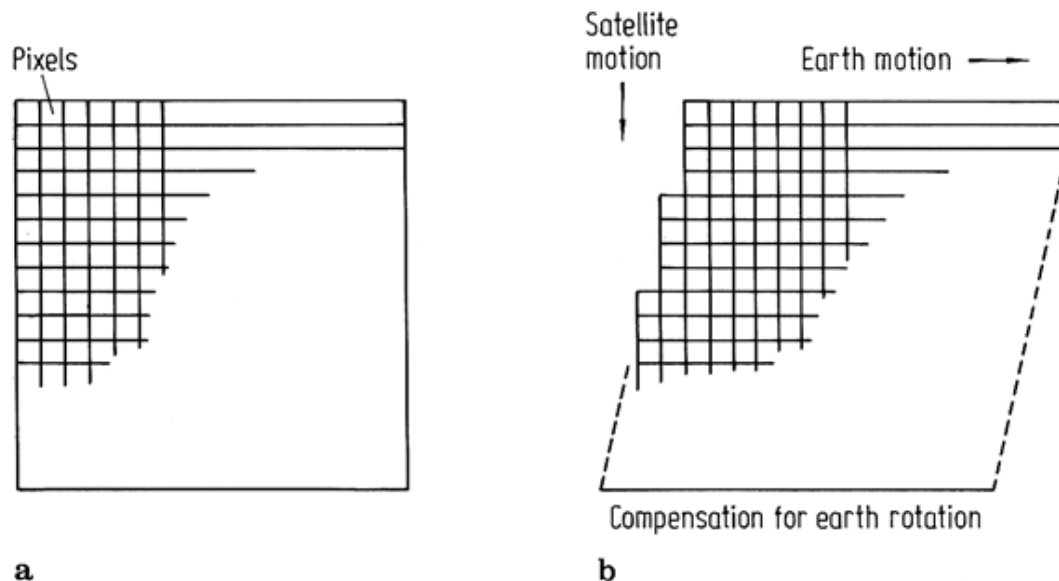 Pixels
Satellite
motion
Earth motion
Compensation for earth rotation
a
b